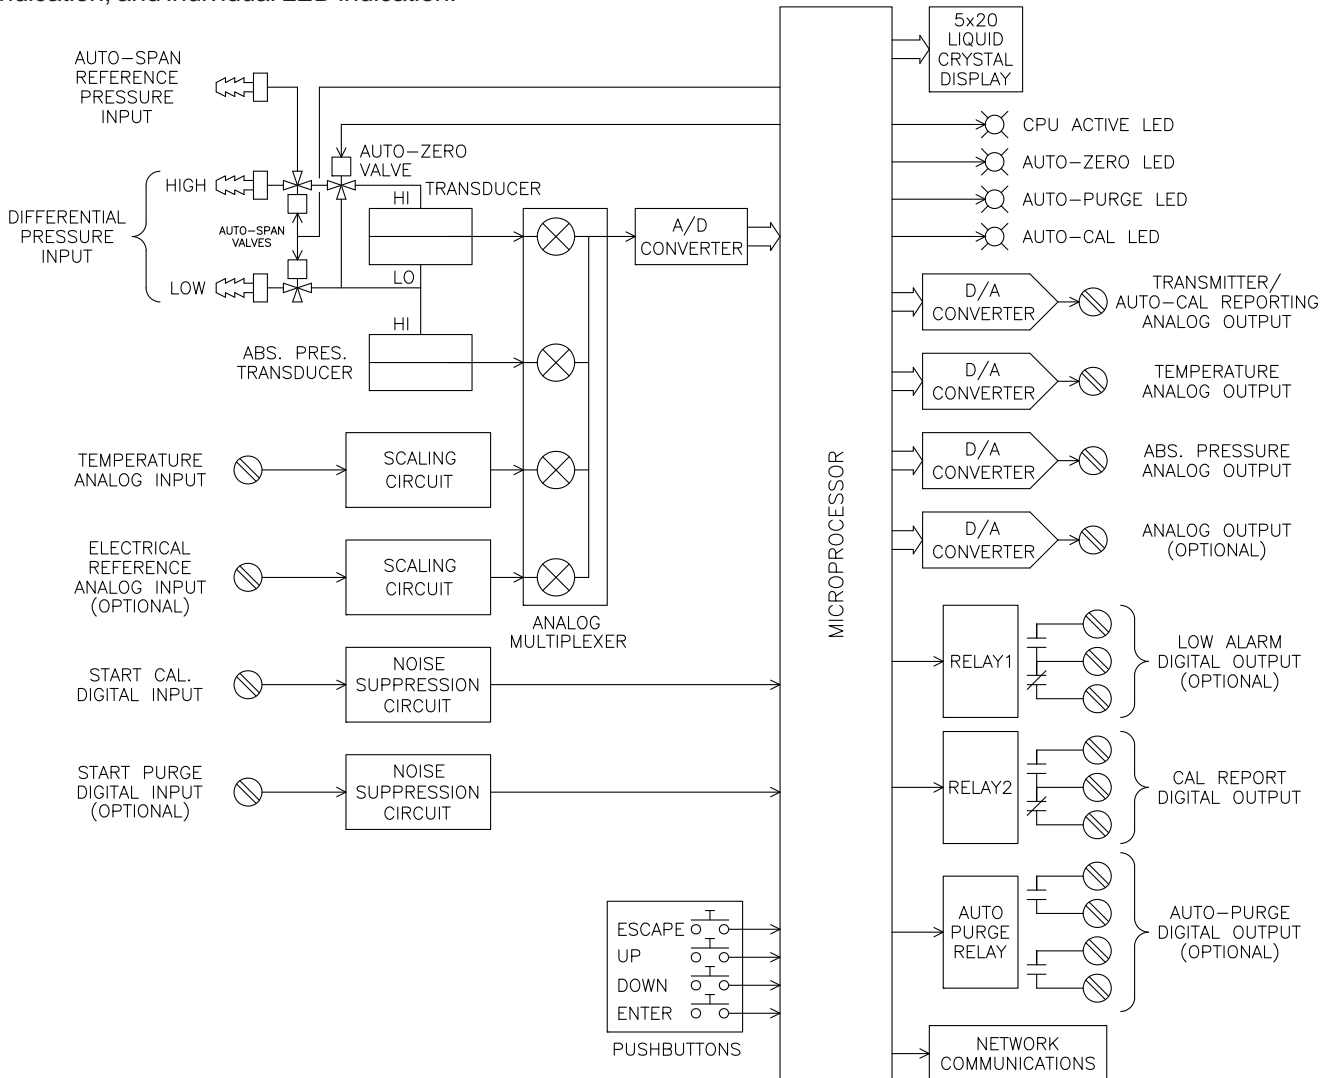 ndication, and individual LED indication.
AUTO-SPAN
REFERENCE
PRESSURE
INPUT
HIGH
DIFFERENTIAL
PRESSURE
INPUT
LOW
AUTO-SPAN
VALVES
AUTO-ZERO
VALVE
TRANSDUCER
HI
LO
HI
ABS. PRES.
TRANSDUCER
A/D
CONVERTER
TEMPERATURE
ANALOG INPUT
SCALING
CIRCUIT
ELECTRICAL
REFERENCE
ANALOG INPUT
(OPTIONAL)
SCALING
CIRCUIT
ANALOG
MULTIPLEXER
START CAL.
DIGITAL INPUT
NOISE
SUPPRESSION
CIRCUIT
START PURGE
DIGITAL INPUT
(OPTIONAL)
NOISE
SUPPRESSION
CIRCUIT
ESCAPE
UP
DOWN
ENTER
PUSHBUTTONS
MICROPROCESSOR
5x20
LIQUID
CRYSTAL
DISPLAY
CPU ACTIVE LED
AUTO-ZERO LED
AUTO-PURGE LED
AUTO-CAL LED
D/A
CONVERTER
TRANSMITTER/
AUTO-CAL REPORTING
ANALOG OUTPUT
D/A
CONVERTER
TEMPERATURE
ANALOG OUTPUT
D/A
CONVERTER
ABS. PRESSURE
ANALOG OUTPUT
D/A
CONVERTER
ANALOG OUTPUT
(OPTIONAL)
RELAY1
LOW ALARM
DIGITAL OUTPUT
(OPTIONAL)
RELAY2
CAL REPORT
DIGITAL OUTPUT
AUTO
PURGE
RELAY
AUTO-PURGE
DIGITAL OUTPUT
(OPTIONAL)
NETWORK
COMMUNICATIONS